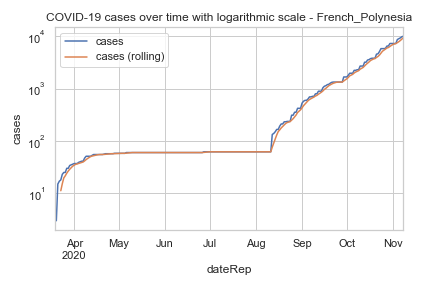 COVID-19 cases over time with logarithmic scale - French_Polynesia
cases
cases (rolling)
10⁴
10³
10²
10¹
cases
Apr
2020
May
Jun
Jul
Aug
Sep
Oct
Nov
dateRep